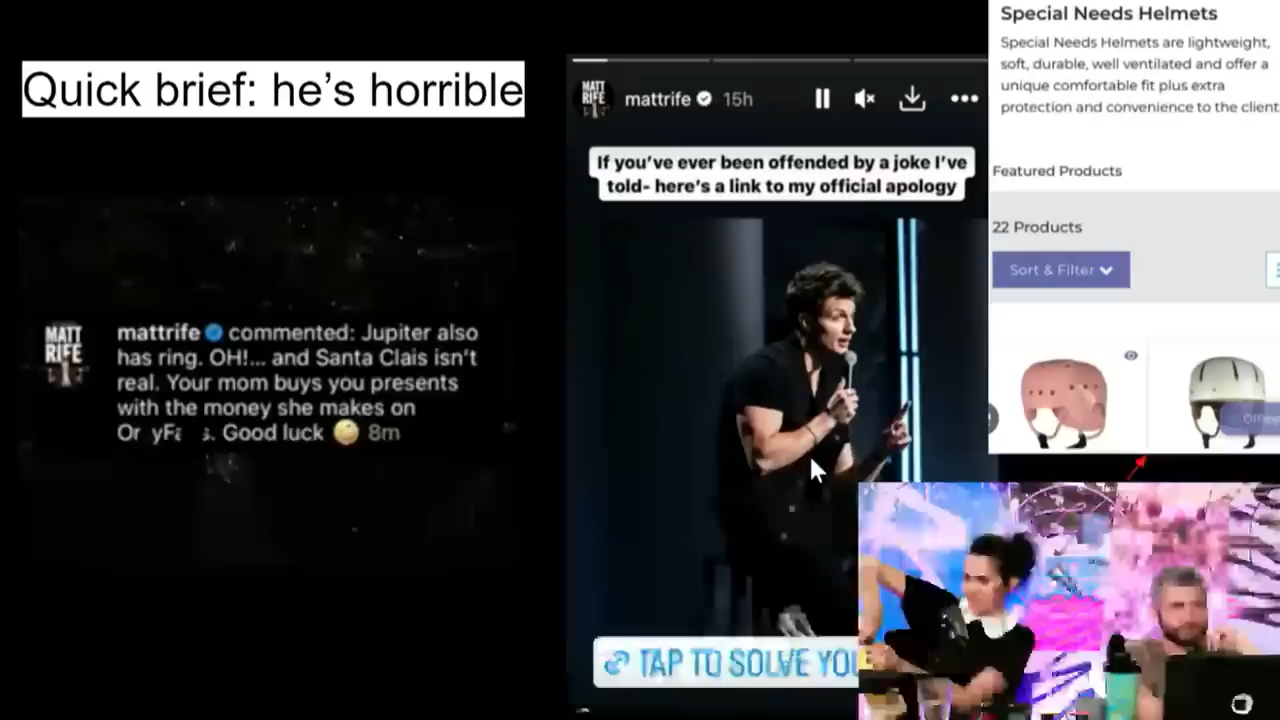 Quick brief: he's horrible
MATT
RIFE
mattrife commented: Jupiter also
has ring. OH!... and Santa Clais isn't
real. Your mom buys you presents
with the money she makes on
Good luck 8m
MATT
RIFE
mattrife 15h
If you've ever been offended by a joke I've
told- here's a link to my official apology
TAP TO SOLVE
Special Needs Helmets
Special Needs Helmets are lightweight,
soft, durable, well ventilated and offer a
unique comfortable fit plus extra
protection and convenience to the client
Featured Products
22 Products
Sort & Filter